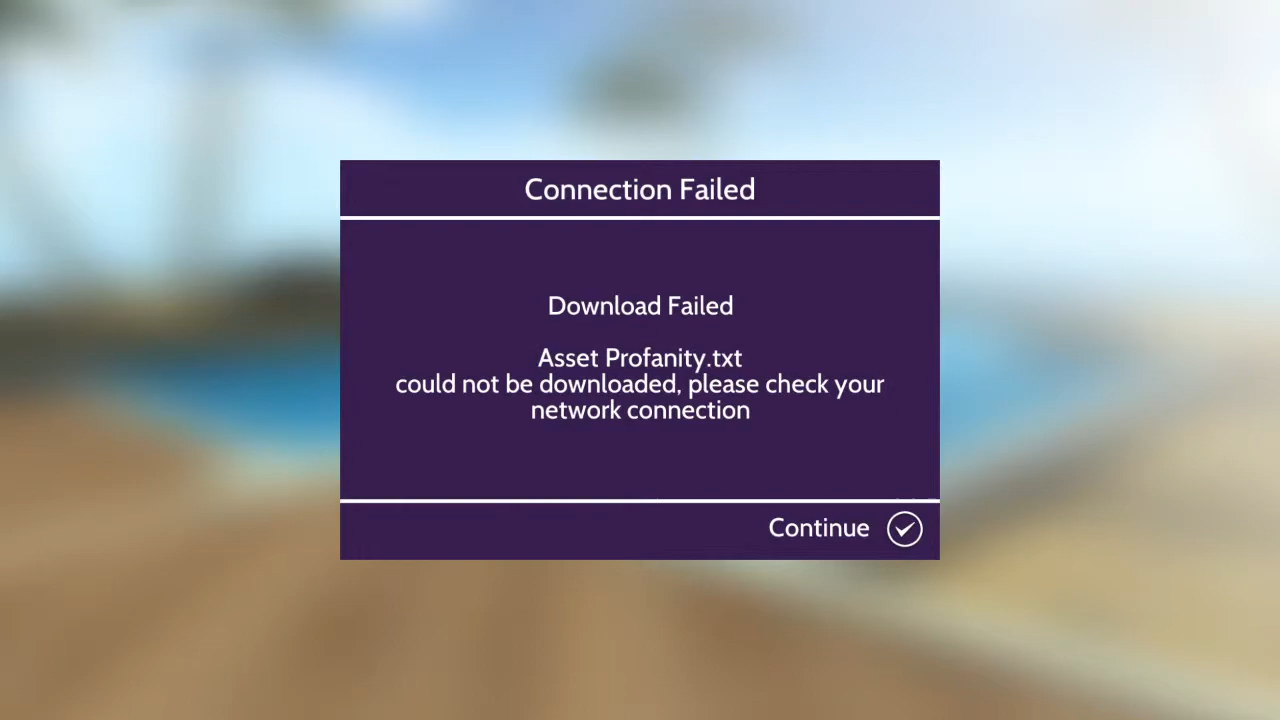 Connection Failed
Download Failed
Asset Profanity.txt
could not be downloaded, please check your
network connection
Continue